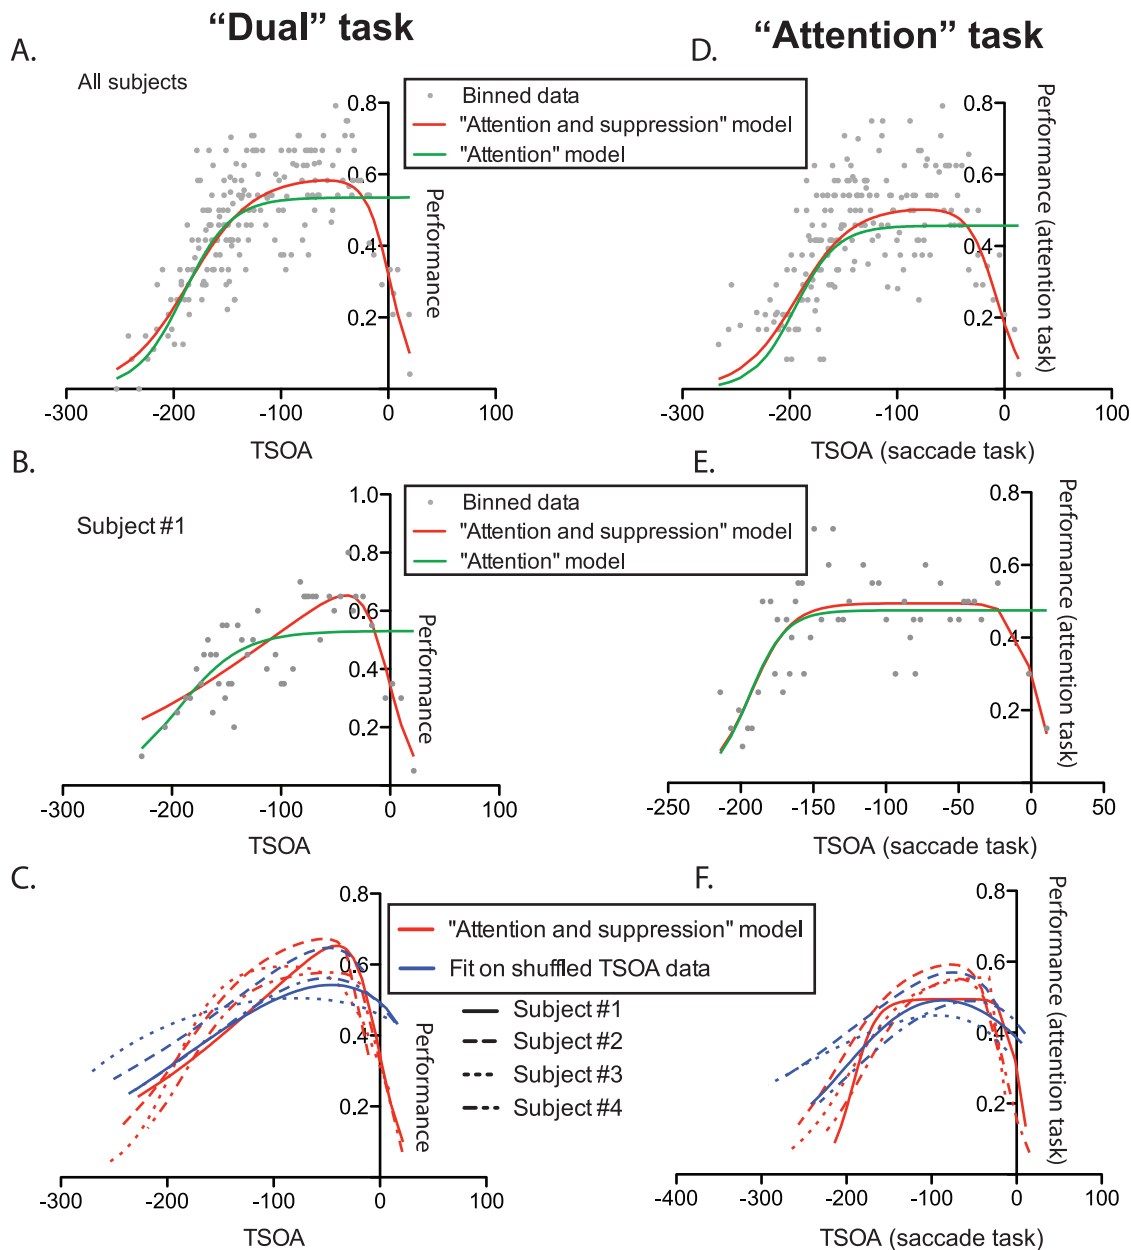 “Dual” task
“Attention” task
A.
All subjects
Binned data
"Attention and suppression" model
"Attention" model
0.8
0.6
0.4
0.2
Performance
-300
-200
-100
0
100
TSOA
D.
0.8
0.6
0.4
0.2
Performance (attention task)
-300
-200
-100
0
100
TSOA (saccade task)
B.
Subject #1
Binned data
"Attention and suppression" model
"Attention" model
1.0
0.8
0.6
0.4
0.2
Performance
-300
-200
-100
0
100
TSOA
E.
0.8
0.6
0.4
0.2
Performance (attention task)
-250
-200
-150
-100
-50
0
50
TSOA (saccade task)
C.
0.8
0.6
0.4
0.2
Performance
-300
-200
-100
0
100
TSOA
"Attention and suppression" model
Fit on shuffled TSOA data
Subject #1
Subject #2
Subject #3
Subject #4
F.
0.8
0.6
0.4
0.2
Performance (attention task)
-400
-300
-200
-100
0
100
TSOA (saccade task)